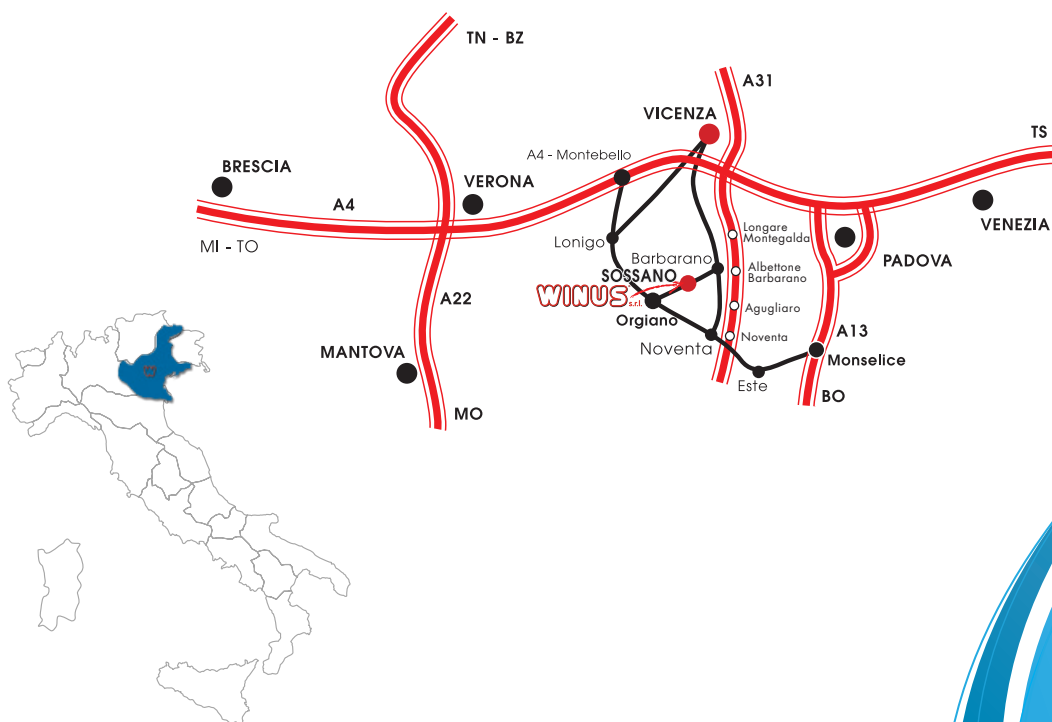 TN - BZ
A31
VICENZA
TS
A4 - Montebello
BRESCIA
VERONA
A4
VENEZIA
MI - TO
Longare
Montegalda
Lonigo
Barbarano
PADOVA
SOSSANO
Albettone
Barbarano
WINUS s.r.l.
A22
Agugliaro
Orgiano
A13
Noventa
Noventa
MANTOVA
Monselice
Este
BO
MO